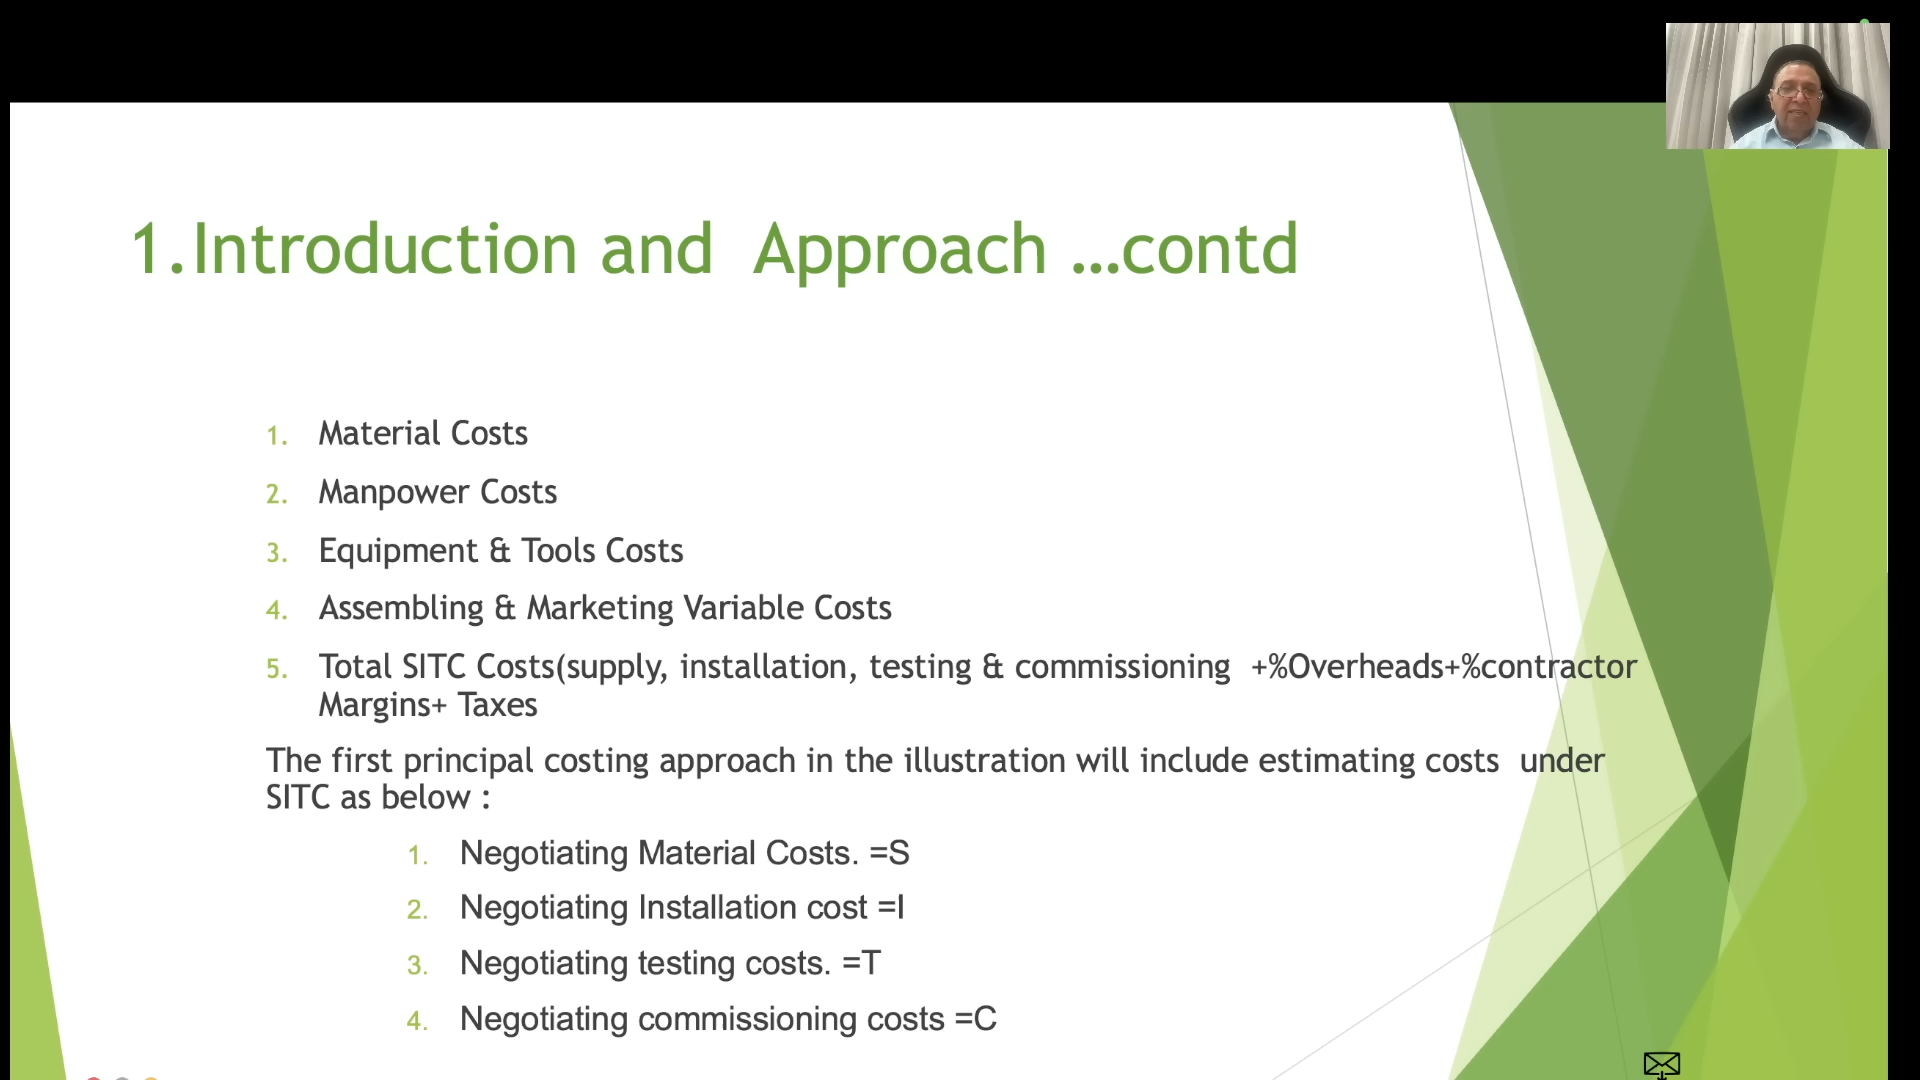 1.Introduction and  Approach ...contd
1. Material Costs
2. Manpower Costs
3. Equipment & Tools Costs
4. Assembling & Marketing Variable Costs
5. Total SITC Costs(supply, installation, testing & commissioning  +%Overheads+%contractor
Margins+ Taxes
The first principal costing approach in the illustration will include estimating costs  under
SITC as below :
1. Negotiating Material Costs. =S
2. Negotiating Installation cost =I
3. Negotiating testing costs. =T
4. Negotiating commissioning costs =C